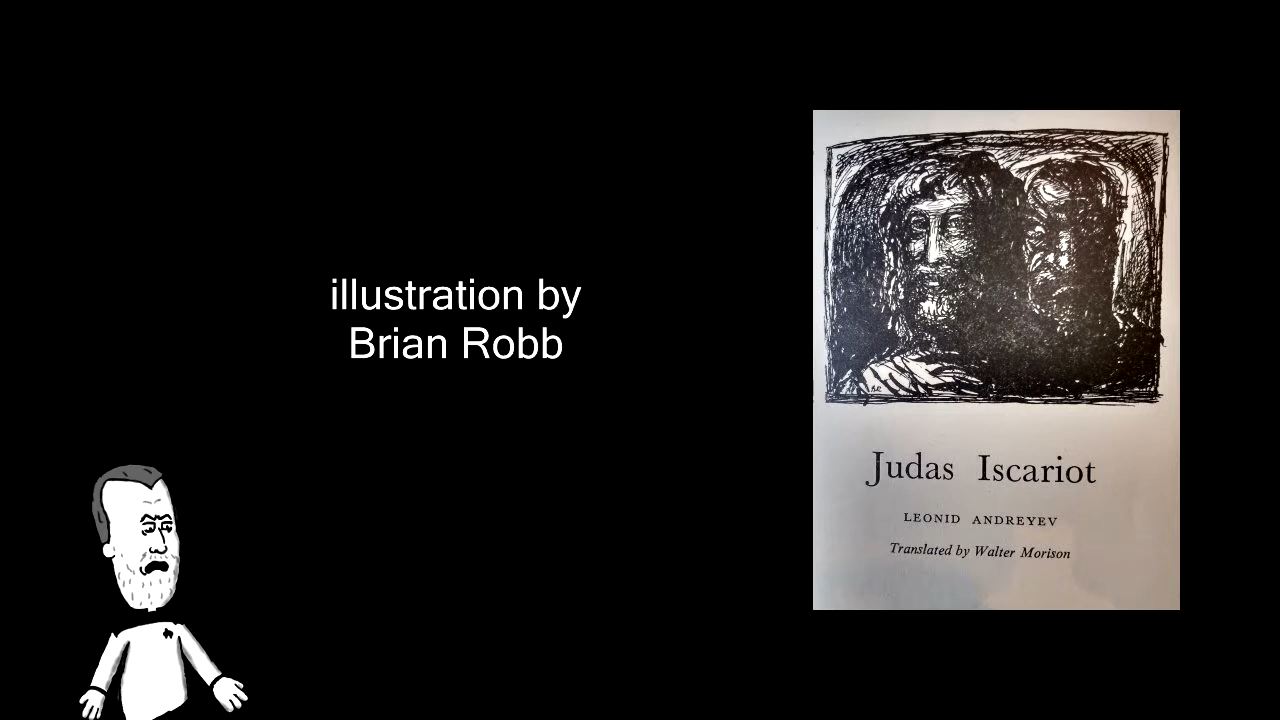 illustration by
Brian Robb
Judas Iscariot
LEONID ANDREYEV
Translated by Walter Morison